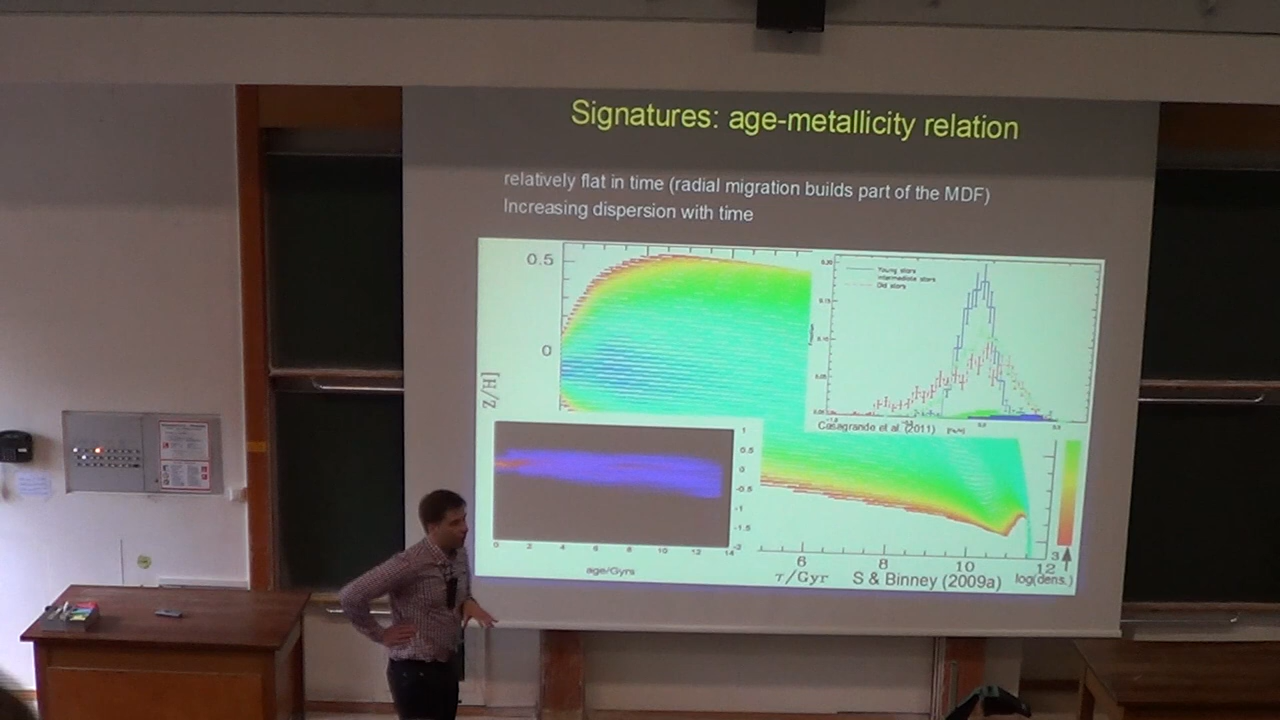 Signatures: age-metallicity relation
relatively flat in time (radial migration builds part of the MDF)
Increasing dispersion with time
0.5
0
Z/H]
Young stars
Intermediate stars
Old stars
Casagrande et al. (2011)
1
0.5
0
-0.5
-1
-1.5
-2
0 2 4 6 8 10 12 14
age/Gyrs
6 8 10 12
τ/Gyr
S & Binney (2009a)
3
log(dens.)